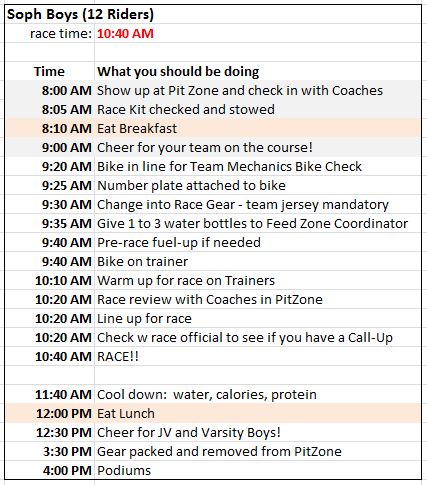 Soph Boys (12 Riders)
race time: 10:40 AM
Time What you should be doing
8:00 AM Show up at Pit Zone and check in with Coaches
8:05 AM Race Kit checked and stowed
8:10 AM Eat Breakfast
9:00 AM Cheer for your team on the course!
9:20 AM Bike in line for Team Mechanics Bike Check
9:25 AM Number plate attached to bike
9:30 AM Change into Race Gear - team jersey mandatory
9:35 AM Give 1 to 3 water bottles to Feed Zone Coordinator
9:40 AM Pre-race fuel-up if needed
9:40 AM Bike on trainer
10:10 AM Warm up for race on Trainers
10:20 AM Race review with Coaches in PitZone
10:20 AM Line up for race
10:20 AM Check w race official to see if you have a Call-Up
10:40 AM RACE!!
11:40 AM Cool down: water, calories, protein
12:00 PM Eat Lunch
12:30 PM Cheer for JV and Varsity Boys!
3:30 PM Gear packed and removed from PitZone
4:00 PM Podiums